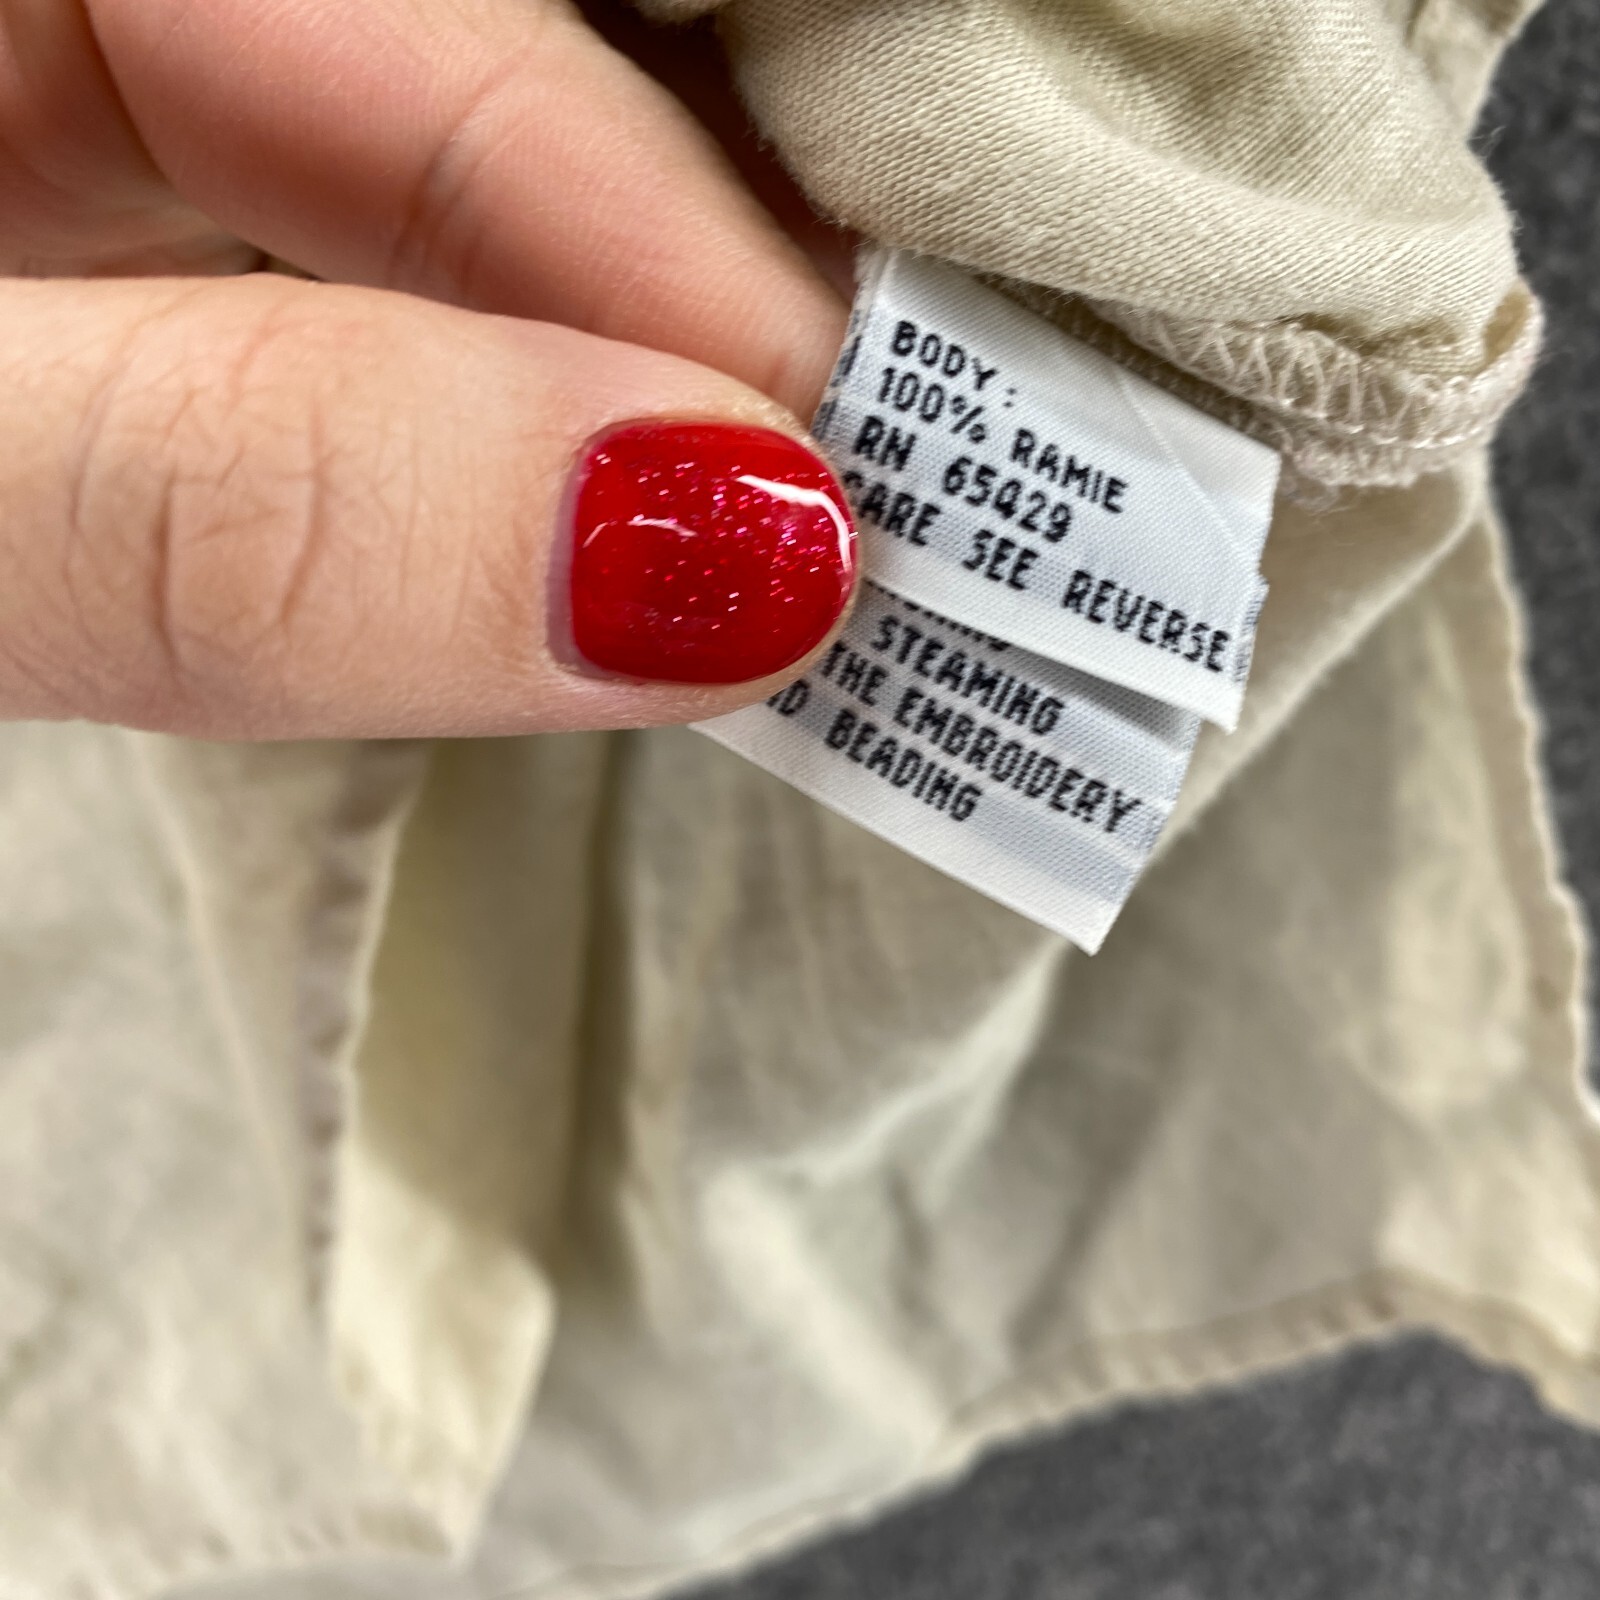 BODY:
100% RAMIE
RN 65429
CARE SEE REVERSE
STEAMING
THE EMBROIDERY
BEADING